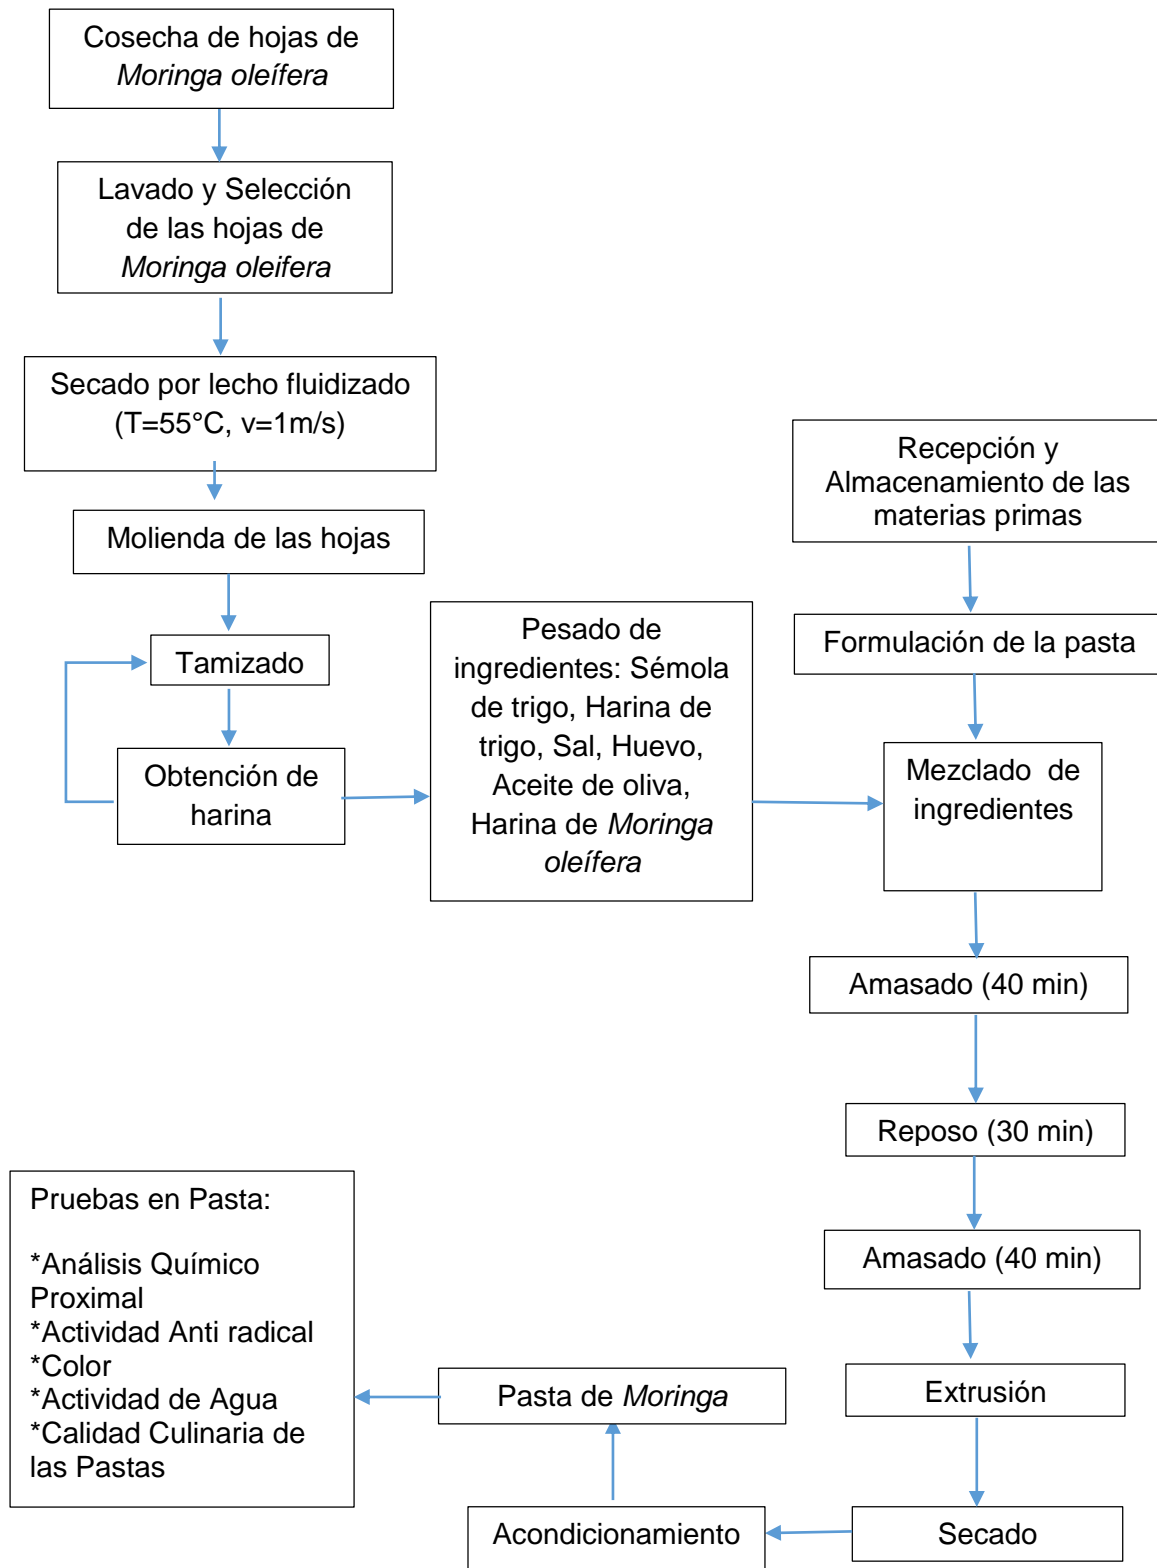 Cosecha de hojas de
Moringa oleífera
Lavado y Selección
de las hojas de
Moringa oleifera
Secado por lecho fluidizado
(T=55°C, v=1m/s)
Molienda de las hojas
Tamizado
Obtención de
harina
Pesado de
ingredientes: Sémola
de trigo, Harina de
trigo, Sal, Huevo,
Aceite de oliva,
Harina de Moringa
oleífera
Recepción y
Almacenamiento de las
materias primas
Formulación de la pasta
Mezclado de
ingredientes
Amasado (40 min)
Reposo (30 min)
Amasado (40 min)
Extrusión
Secado
Acondicionamiento
Pasta de Moringa
Pruebas en Pasta:
*Análisis Químico
Proximal
*Actividad Anti radical
*Color
*Actividad de Agua
*Calidad Culinaria de
las Pastas